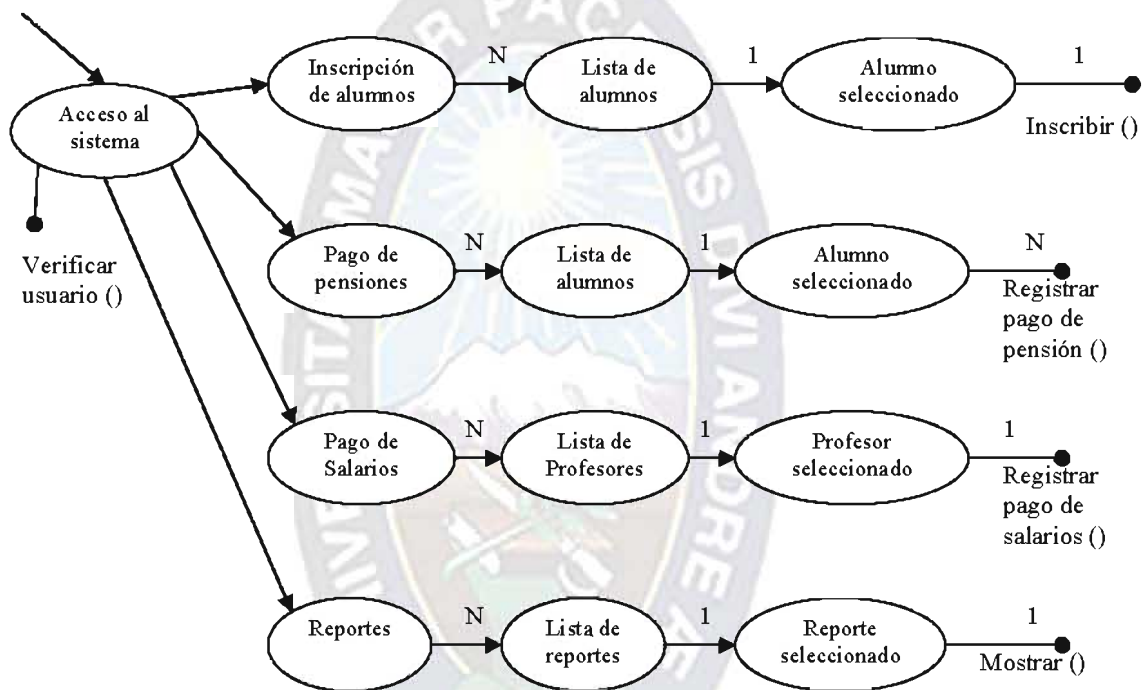 N
1
1
Inscripción
de alumnos
Lista de
alumnos
Alumno
seleccionado
Acceso al
sistema
Inscribir ()
Verificar
usuario ()
N
1
N
Pago de
pensiones
Lista de
alumnos
Alumno
seleccionado
Registrar
pago de
pensión ()
N
1
1
Pago de
Salarios
Lista de
Profesores
Profesor
seleccionado
Registrar
pago de
salarios ()
N
1
1
Reportes
Lista de
reportes
Reporte
seleccionado
Mostrar ()